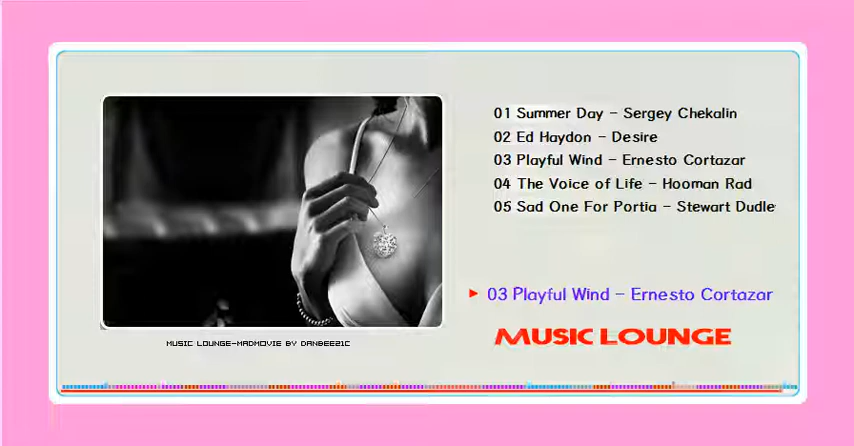 01 Summer Day - Sergey Chekalin
02 Ed Haydon - Desire
03 Playful Wind - Ernesto Cortazar
04 The Voice of Life - Hooman Rad
05 Sad One For Portia - Stewart Dudle
03 Playful Wind - Ernesto Cortazar
MUSIC LOUNGE
MUSIC LOUNGE-MADMOVIE BY DANBEE21C